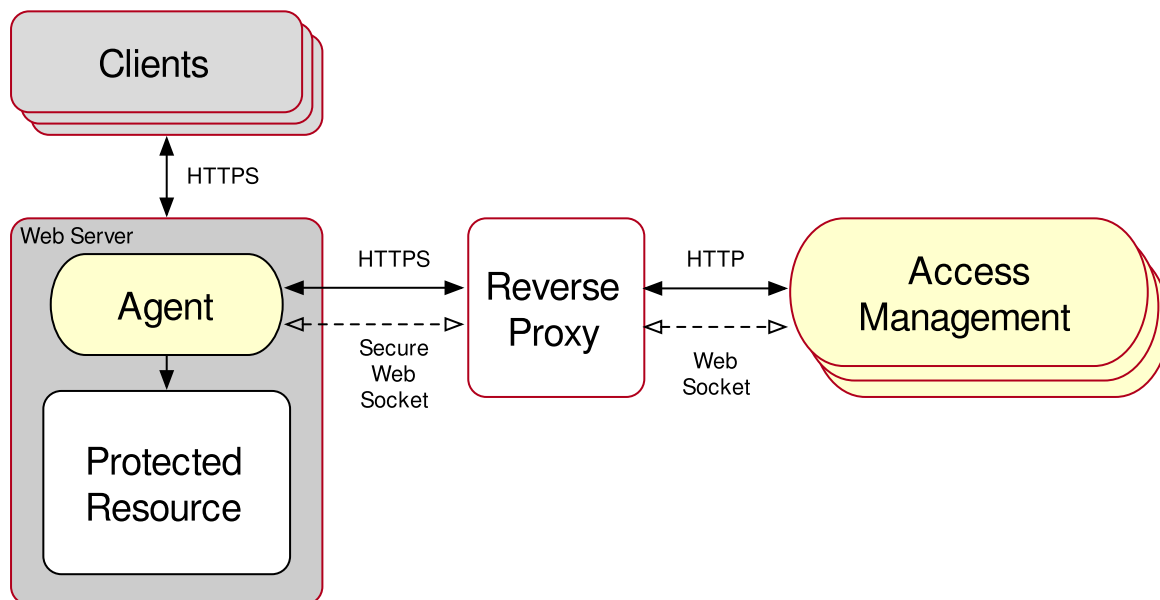 Clients
HTTPS
Web Server
Agent
HTTPS
Secure
Web
Socket
Reverse
Proxy
HTTP
Web
Socket
Access
Management
Protected
Resource